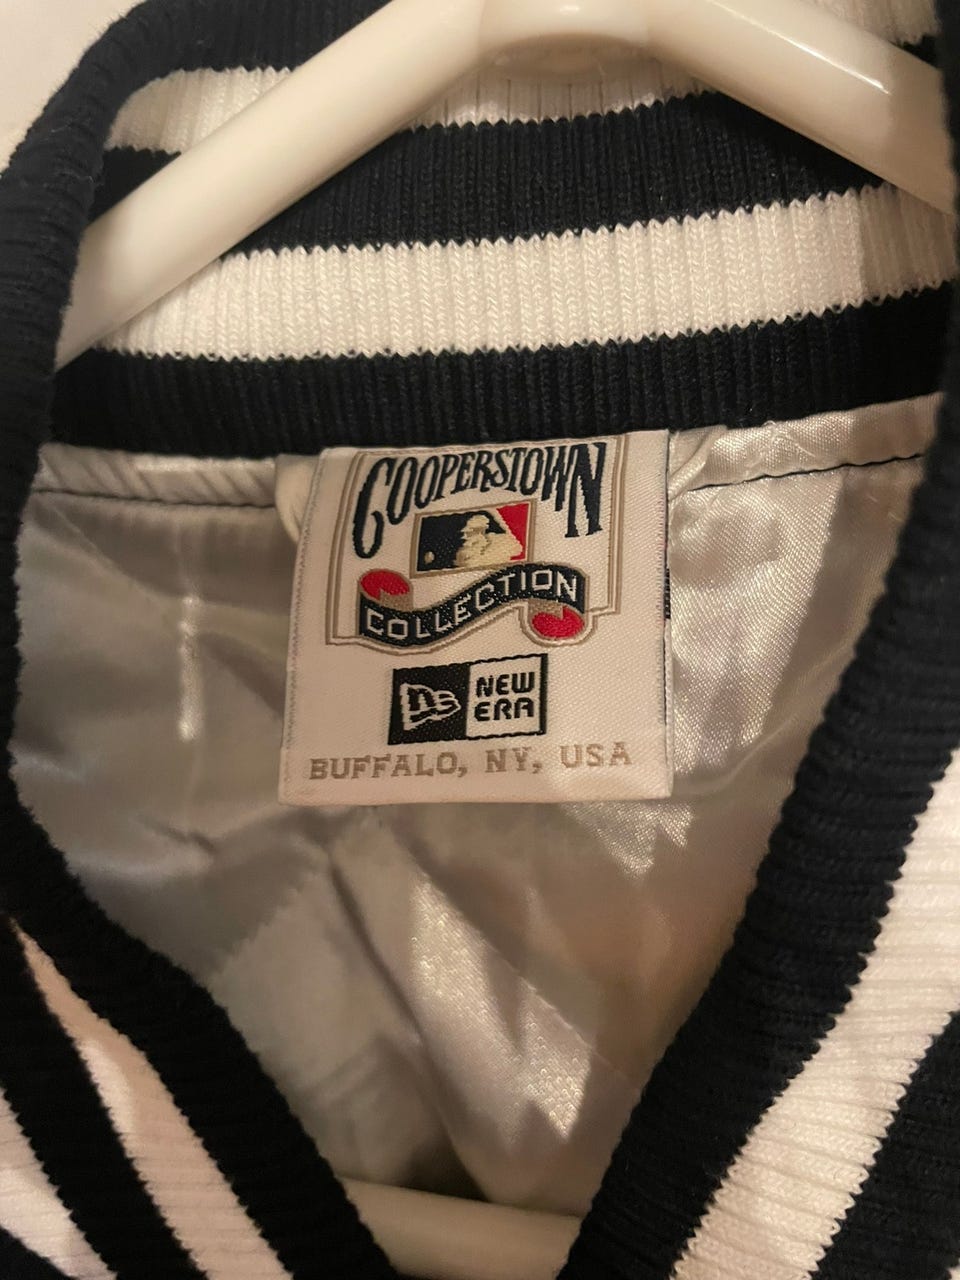 COOPERSTOWN
COLLECTION
NEW
ERA
BUFFALO, NY, USA